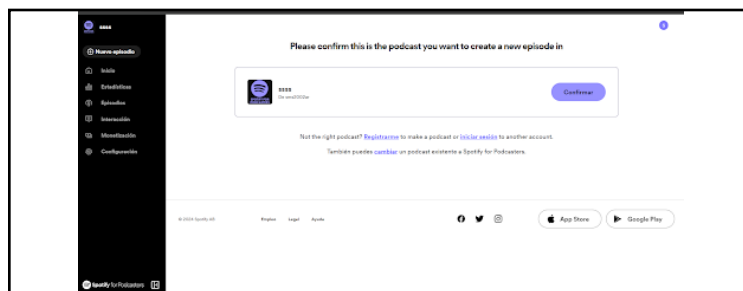 ssss
Nuevo episodio
Inicio
Estadísticas
Episodios
Interacción
Monetización
Configuración
Spotify for Podcasters
S
Please confirm this is the podcast you want to create a new episode in
ssss
Confirmar
Not the right podcast? Registrarme to make a podcast or iniciar sesión to another account.
También puedes cambiar un podcast existente a Spotify for Podcasters.
© 2024 Spotify AB
Empleo Legal Ayuda
App Store
Google Play